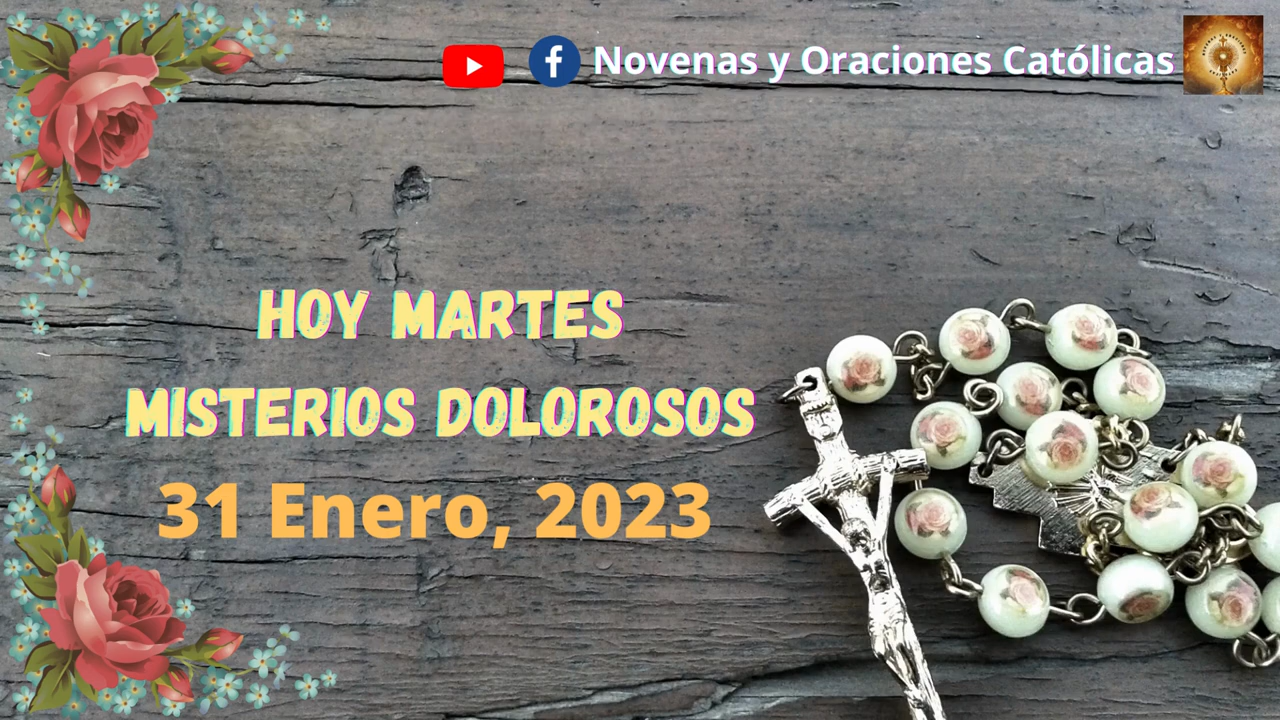 Novenas y Oraciones Católicas
HOY MARTES
MISTERIOS DOLOROSOS
31 Enero, 2023